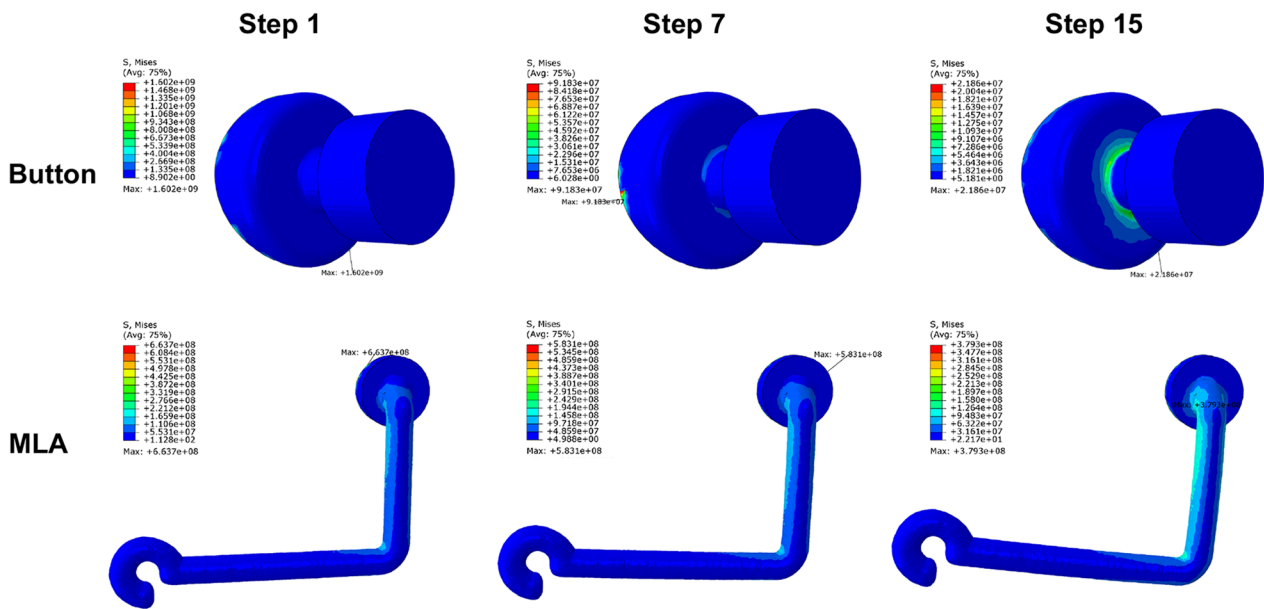 Step 1
Step 7
Step 15
Button
S, Mises
(Avg: 75%)
+1.602e+09
+1.468e+09
+1.335e+09
+1.201e+09
+1.068e+09
+9.343e+08
+8.008e+08
+6.673e+08
+5.339e+08
+4.004e+08
+2.669e+08
+1.335e+08
+8.902e+00
Max: +1.602e+09
Max: +1.602e+09
S, Mises
(Avg: 75%)
+9.183e+07
+8.418e+07
+7.653e+07
+6.887e+07
+6.122e+07
+5.357e+07
+4.592e+07
+3.826e+07
+3.061e+07
+2.296e+07
+1.531e+07
+7.653e+06
+6.028e+00
Max: +9.183e+07
Max: +9.183e+07
S, Mises
(Avg: 75%)
+2.186e+07
+2.004e+07
+1.821e+07
+1.639e+07
+1.457e+07
+1.275e+07
+1.093e+07
+9.107e+06
+7.286e+06
+5.464e+06
+3.643e+06
+1.821e+06
+5.181e+00
Max: +2.186e+07
Max: +2.186e+07
MLA
S, Mises
(Avg: 75%)
+6.637e+08
+6.084e+08
+5.531e+08
+4.978e+08
+4.425e+08
+3.872e+08
+3.319e+08
+2.766e+08
+2.212e+08
+1.659e+08
+1.106e+08
+5.531e+07
+1.128e+02
Max: +6.637e+08
Max: +6.637e+08
S, Mises
(Avg: 75%)
+5.831e+08
+5.345e+08
+4.859e+08
+4.373e+08
+3.887e+08
+3.401e+08
+2.915e+08
+2.429e+08
+1.944e+08
+1.458e+08
+9.718e+07
+4.859e+07
+4.988e+00
Max: +5.831e+08
Max: +5.831e+08
S, Mises
(Avg: 75%)
+3.793e+08
+3.477e+08
+3.161e+08
+2.845e+08
+2.529e+08
+2.213e+08
+1.897e+08
+1.580e+08
+1.264e+08
+9.483e+07
+6.322e+07
+3.161e+07
+2.217e+01
Max: +3.793e+08
Max: +3.793e+08